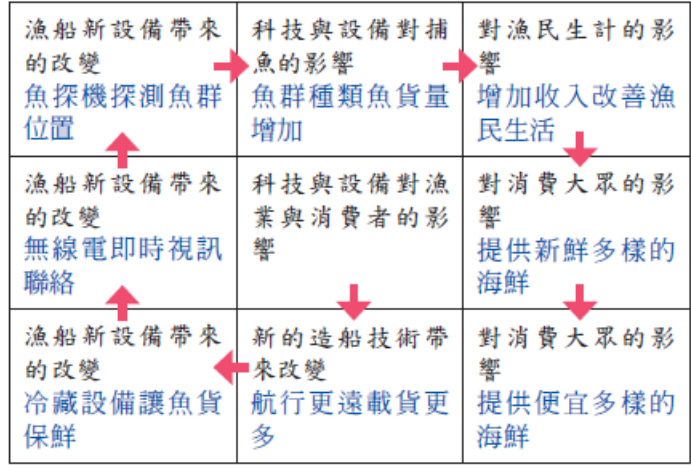 漁船新設備帶來
的改變
魚探機探測魚群
位置
科技與設備對捕
魚的影響
魚群種類魚貨量
增加
對漁民生計的影
響
增加收入改善漁
民生活
漁船新設備帶來
的改變
無線電即時視訊
聯絡
科技與設備對漁
業與消費者的影
響
對消費大眾的影
響
提供新鮮多樣的
海鮮
漁船新設備帶來
的改變
冷藏設備讓魚貨
保鮮
新的造船技術帶
來改變
航行更遠載貨更
多
對消費大眾的影
響
提供便宜多樣的
海鮮